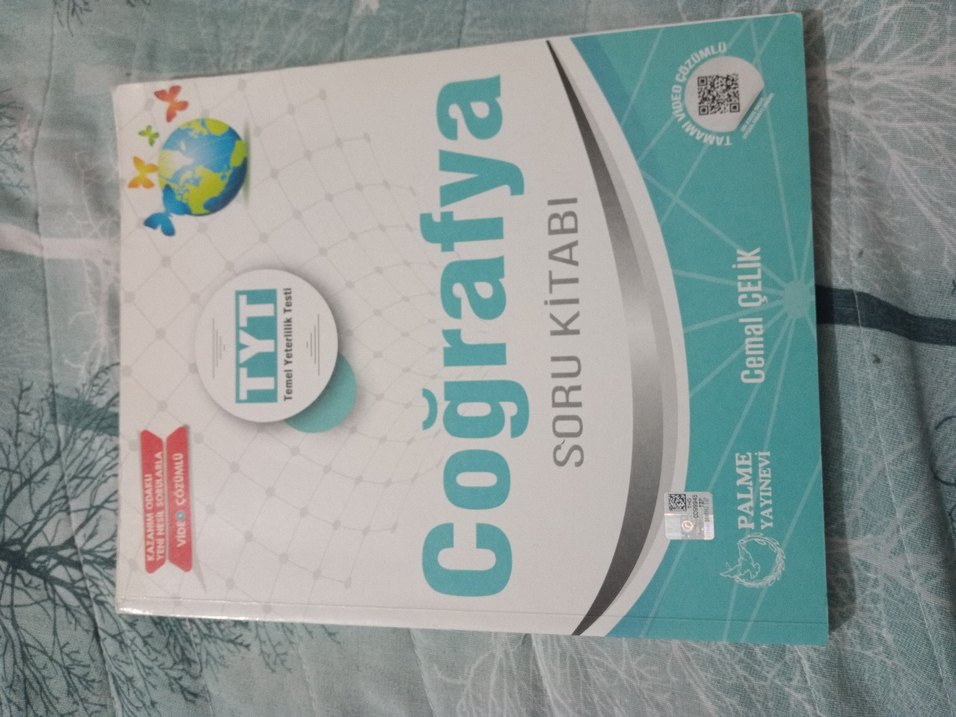 KAZANIM ODAKLI
YENİ NESİL SORULARLA
VİDEO ÇÖZÜMLÜ
TYT
Temel Yeterlilik Testi
Coğrafya
SORU KİTABI
PALME
YAYINEVİ
Cemal ÇELİK
TAMAMI VİDEO ÇÖZÜMLÜ